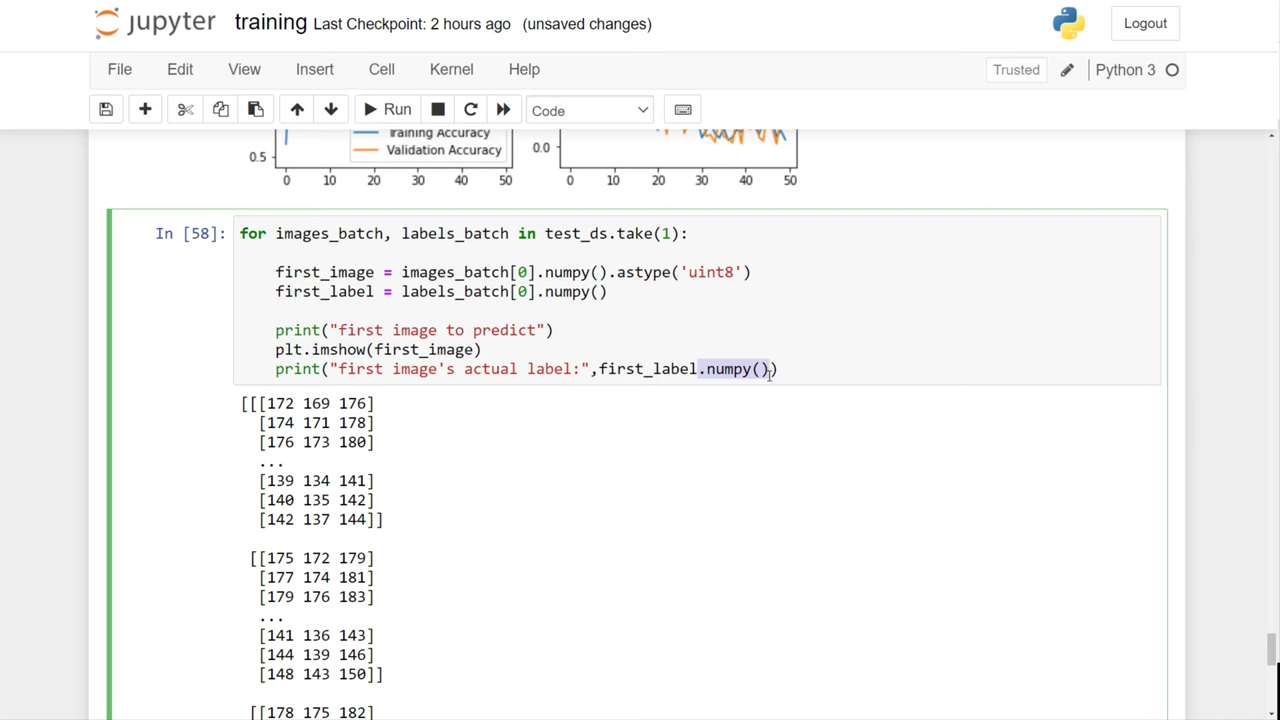 jupyter training Last Checkpoint: 2 hours ago (unsaved changes) Logout
File Edit View Insert Cell Kernel Help Trusted Python 3
Run Code
Training Accuracy
Validation Accuracy
0.5 0.0
0 10 20 30 40 50 0 10 20 30 40 50
In [58]: for images_batch, labels_batch in test_ds.take(1):
first_image = images_batch[0].numpy().astype('uint8')
first_label = labels_batch[0].numpy()
print("first image to predict")
plt.imshow(first_image)
print("first image's actual label:",first_label.numpy())
[[[172 169 176]
[174 171 178]
[176 173 180]
...
[139 134 141]
[140 135 142]
[142 137 144]]
[[175 172 179]
[177 174 181]
[179 176 183]
...
[141 136 143]
[144 139 146]
[148 143 150]]
[[178 175 182]